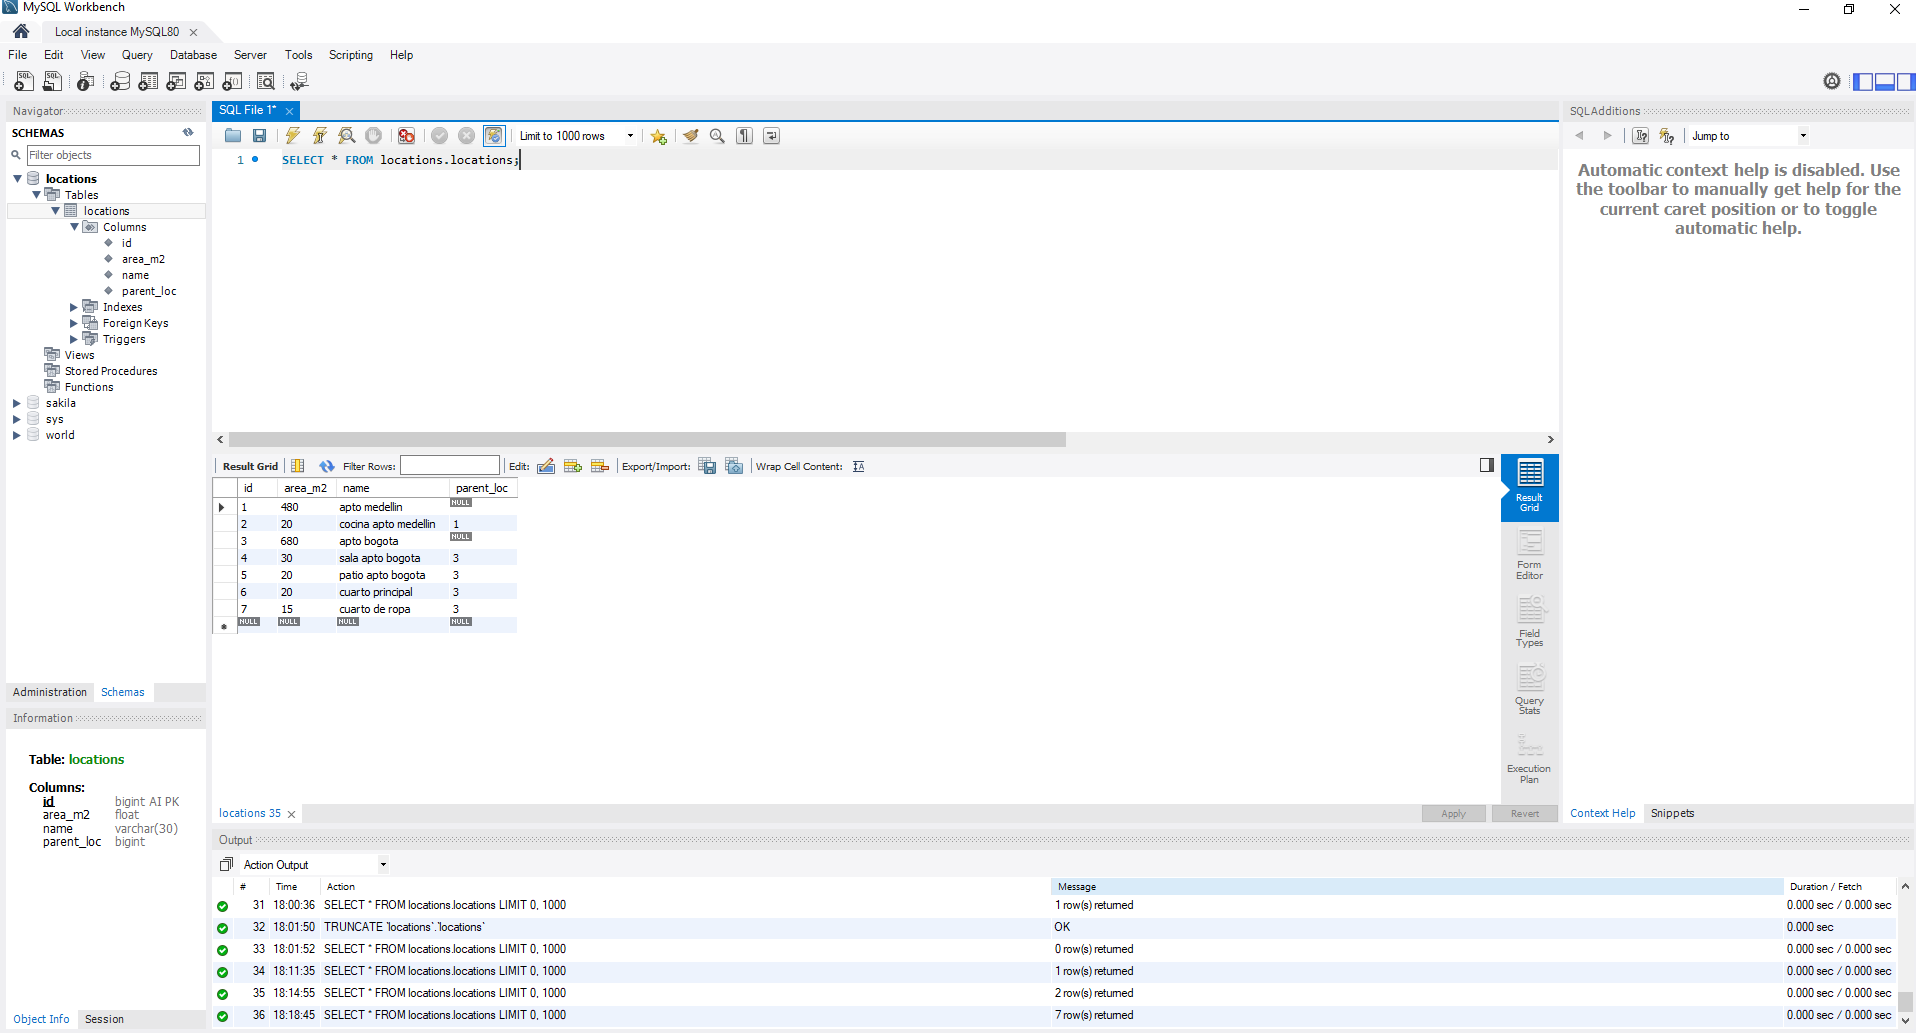 MySQL Workbench
Local instance MySQL80
File Edit View Query Database Server Tools Scripting Help
Navigator
SCHEMAS
Filter objects
locations
Tables
locations
Columns
id
area_m2
name
parent_loc
Indexes
Foreign Keys
Triggers
Views
Stored Procedures
Functions
sakila
sys
world
Administration Schemas
Information
Table: locations
Columns:
id bigint AI PK
area_m2 float
name varchar(30)
parent_loc bigint
Object Info Session
SQL File 1*
Limit to 1000 rows
1 SELECT * FROM locations.locations;
Result Grid Filter Rows: Edit: Export/Import: Wrap Cell Content:
id area_m2 name parent_loc
1 480 apto medellin NULL
2 20 cocina apto medellin 1
3 680 apto bogota NULL
4 30 sala apto bogota 3
5 20 patio apto bogota 3
6 20 cuarto principal 3
7 15 cuarto de ropa 3
NULL NULL NULL NULL
Result
Grid
Form
Editor
Field
Types
Query
Stats
Execution
Plan
locations 35
Apply Revert
SQLAdditions
Jump to
Automatic context help is disabled. Use
the toolbar to manually get help for the
current caret position or to toggle
automatic help.
Context Help Snippets
Output
Action Output
# Time Action Message Duration / Fetch
31 18:00:36 SELECT * FROM locations.locations LIMIT 0, 1000 1 row(s) returned 0.000 sec / 0.000 sec
32 18:01:50 TRUNCATE `locations`.`locations` OK 0.000 sec
33 18:01:52 SELECT * FROM locations.locations LIMIT 0, 1000 0 row(s) returned 0.000 sec / 0.000 sec
34 18:11:35 SELECT * FROM locations.locations LIMIT 0, 1000 1 row(s) returned 0.000 sec / 0.000 sec
35 18:14:55 SELECT * FROM locations.locations LIMIT 0, 1000 2 row(s) returned 0.000 sec / 0.000 sec
36 18:18:45 SELECT * FROM locations.locations LIMIT 0, 1000 7 row(s) returned 0.000 sec / 0.000 sec